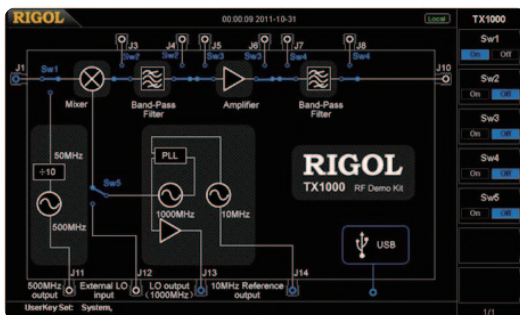 RIGOL
00:00:09 2011-10-31
Local
TX1000
J1
J3
J4
J5
J6
J7
J8
J10
Sw1
Sw2
Sw2
Sw3
Sw3
Sw4
Sw4
Mixer
Band-Pass
Filter
Amplifier
Band-Pass
Filter
50MHz
÷10
500MHz
Sw5
PLL
1000MHz
10MHz
RIGOL
TX1000 RF Demo Kit
USB
J11
J12
J13
J14
500MHz
output
External LO
input
LO output
(1000MHz)
10MHz Reference
output
UserKey Set: System,
Sw1
On Off
Sw2
On Off
Sw3
On Off
Sw4
On Off
Sw5
On Off
1/1